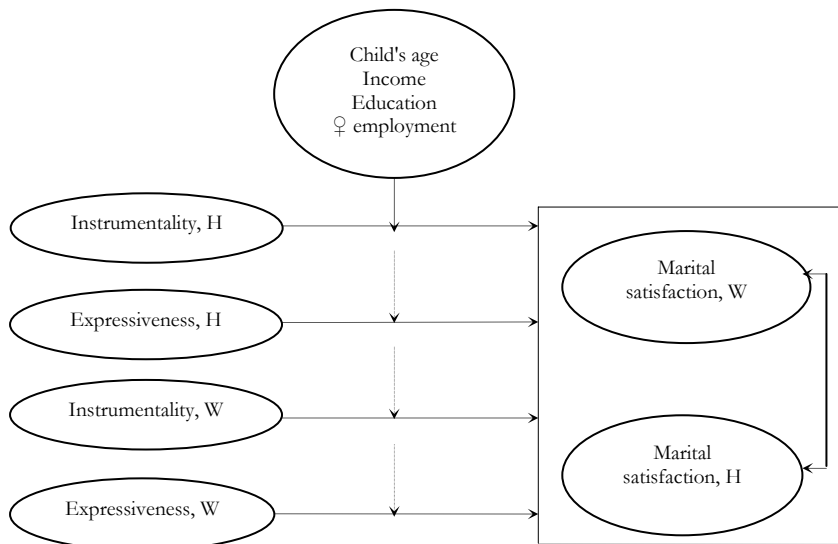 Child's age
Income
Education
♀ employment
Instrumentality, H
Expressiveness, H
Instrumentality, W
Expressiveness, W
Marital
satisfaction, W
Marital
satisfaction, H